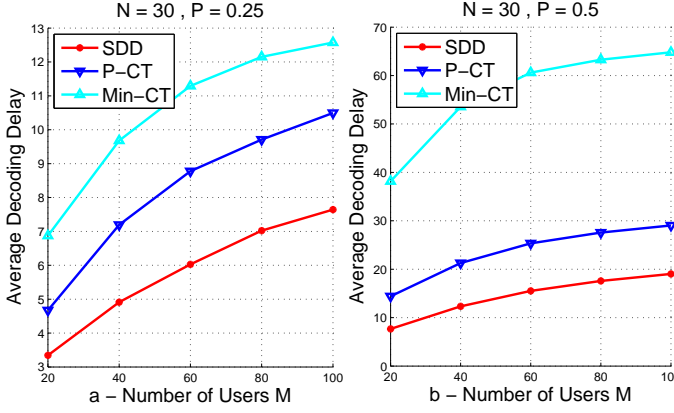 N = 30 , P = 0.25
Average Decoding Delay
13
12
11
10
9
8
7
6
5
4
3
SDD
P−CT
Min−CT
20
40
60
80
100
a − Number of Users M
N = 30 , P = 0.5
Average Decoding Delay
70
60
50
40
30
20
10
0
SDD
P−CT
Min−CT
20
40
60
80
100
b − Number of Users M